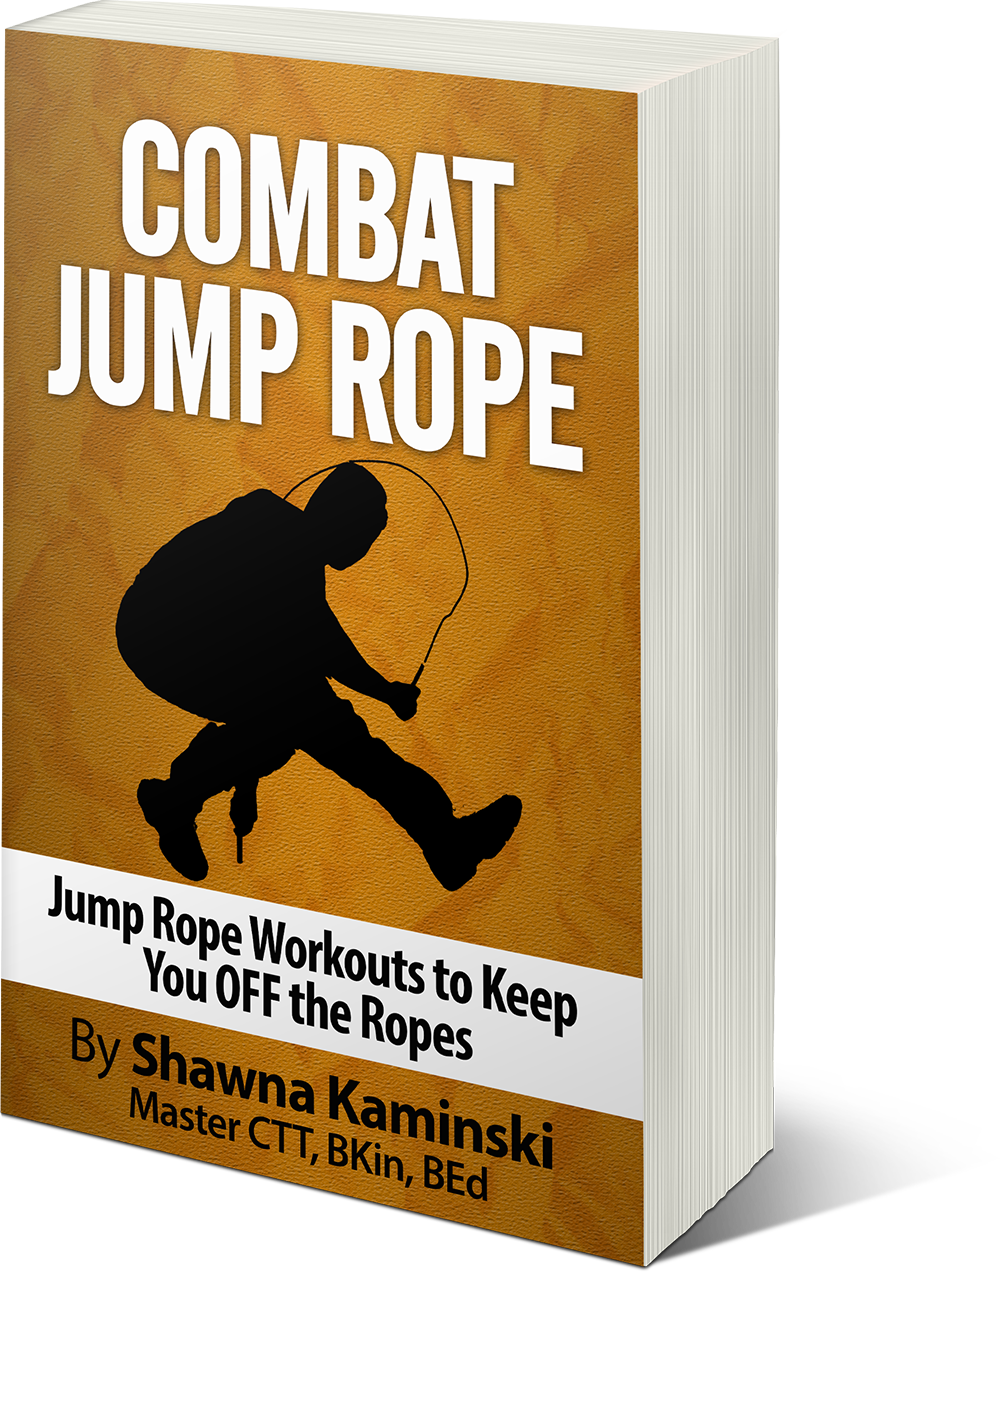 COMBAT
JUMP ROPE
Jump Rope Workouts to Keep
You OFF the Ropes
By Shawna Kaminski
Master CTT, BKin, BEd